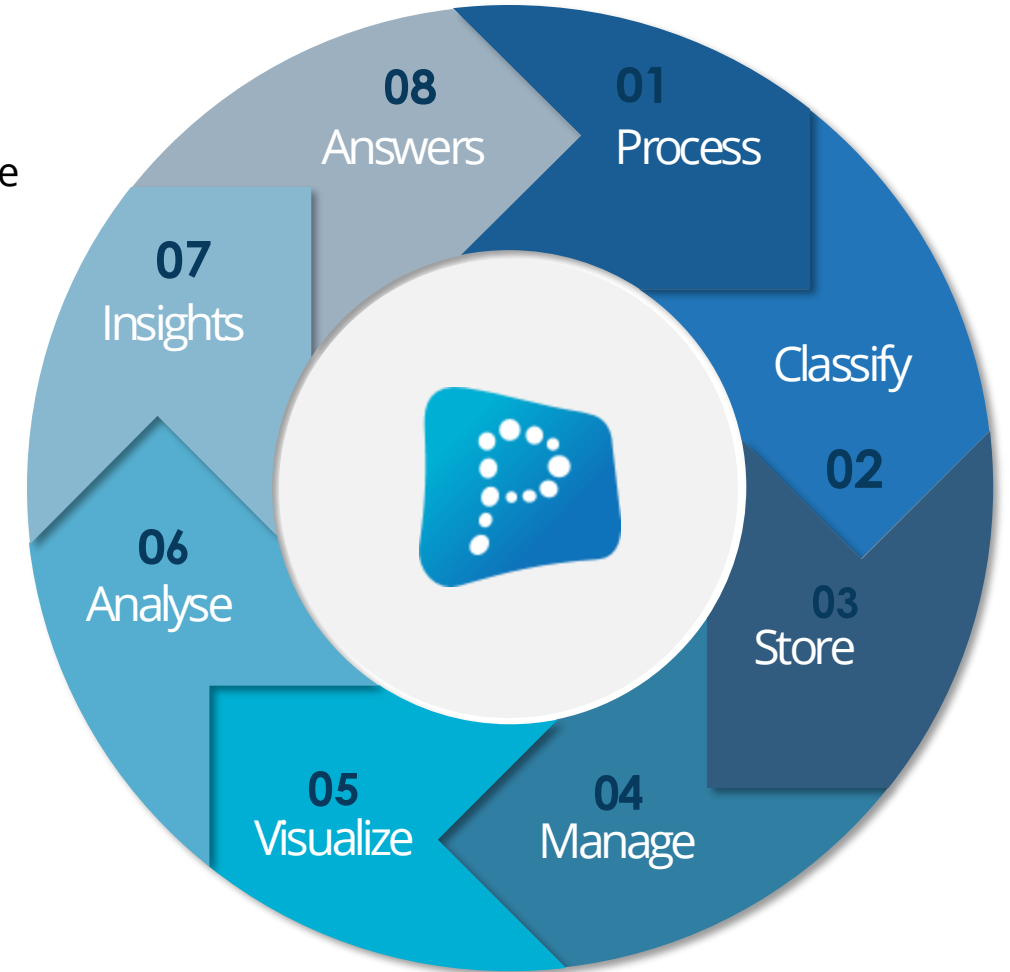 01
Process
Classify
02
03
Store
04
Manage
05
Visualize
06
Analyse
07
Insights
08
Answers
e
P